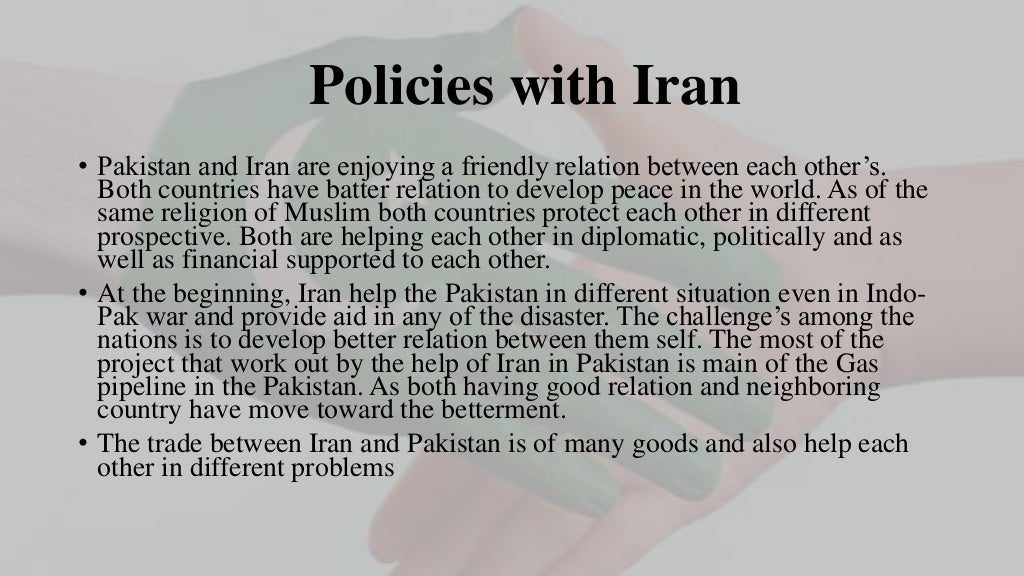 Policies with Iran
• Pakistan and Iran are enjoying a friendly relation between each other’s.
Both countries have batter relation to develop peace in the world. As of the
same religion of Muslim both countries protect each other in different
prospective. Both are helping each other in diplomatic, politically and as
well as financial supported to each other.
• At the beginning, Iran help the Pakistan in different situation even in Indo-
Pak war and provide aid in any of the disaster. The challenge’s among the
nations is to develop better relation between them self. The most of the
project that work out by the help of Iran in Pakistan is main of the Gas
pipeline in the Pakistan. As both having good relation and neighboring
country have move toward the betterment.
• The trade between Iran and Pakistan is of many goods and also help each
other in different problems